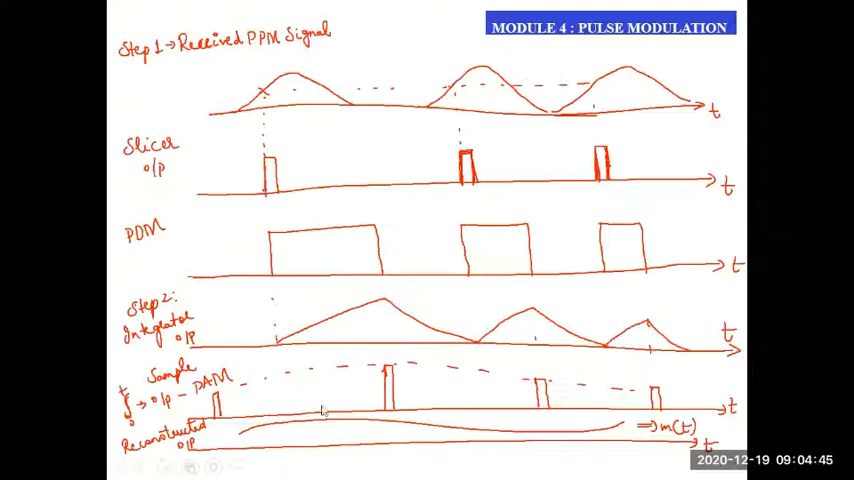 MODULE 4 : PULSE MODULATION
Step 1 → Received PPM Signal
t
Slicer
o/p
t
PDM
t
Step 2:
Integrator
o/p
t
Sample
t
∫ → o/p - PAM
0
t
Reconstructed
o/p
⇒ m(t)
t
2020-12-19 09:04:45